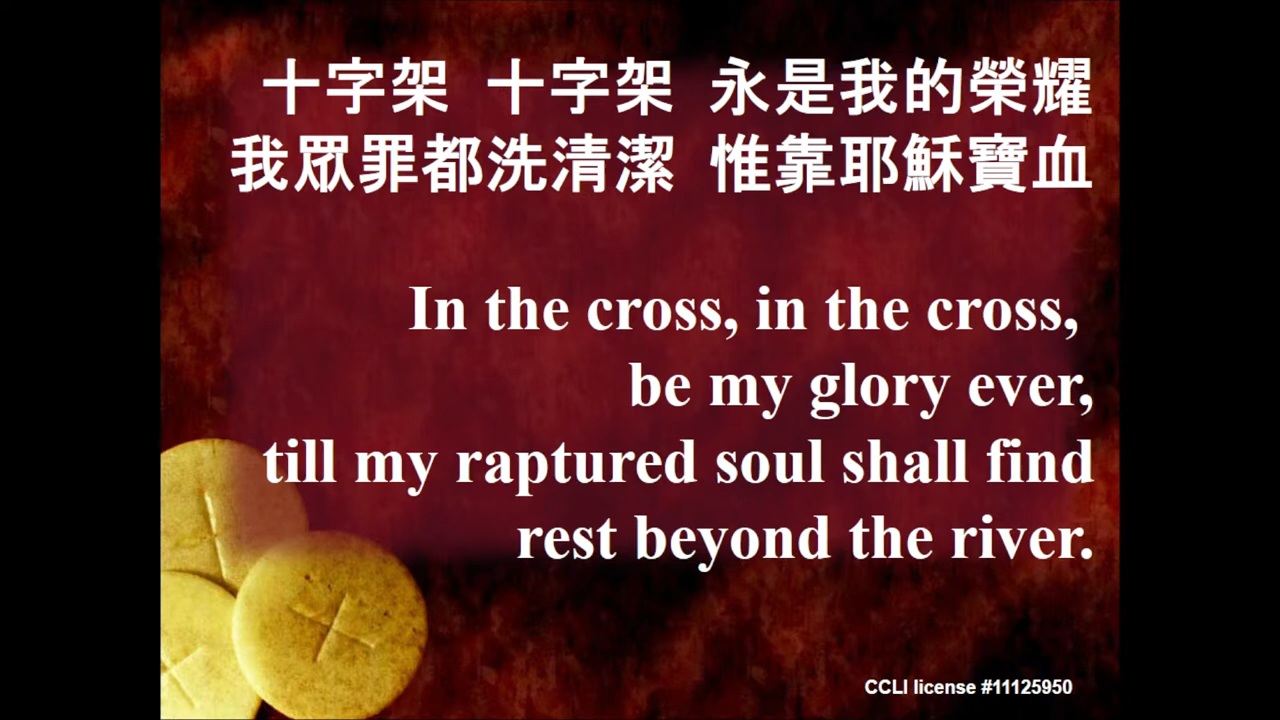 十字架 十字架 永是我的榮耀
我眾罪都洗清潔 惟靠耶穌寶血
In the cross, in the cross,
be my glory ever,
till my raptured soul shall find
rest beyond the river.
CCLI license #11125950